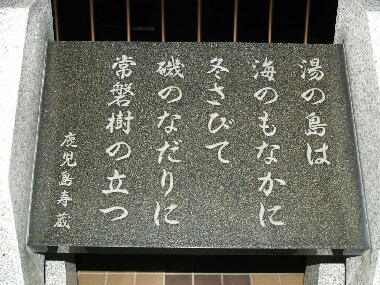 湯の島は
海のもなかに
冬さびて
磯のなだりに
常磐樹の立つ
鹿児島寿蔵